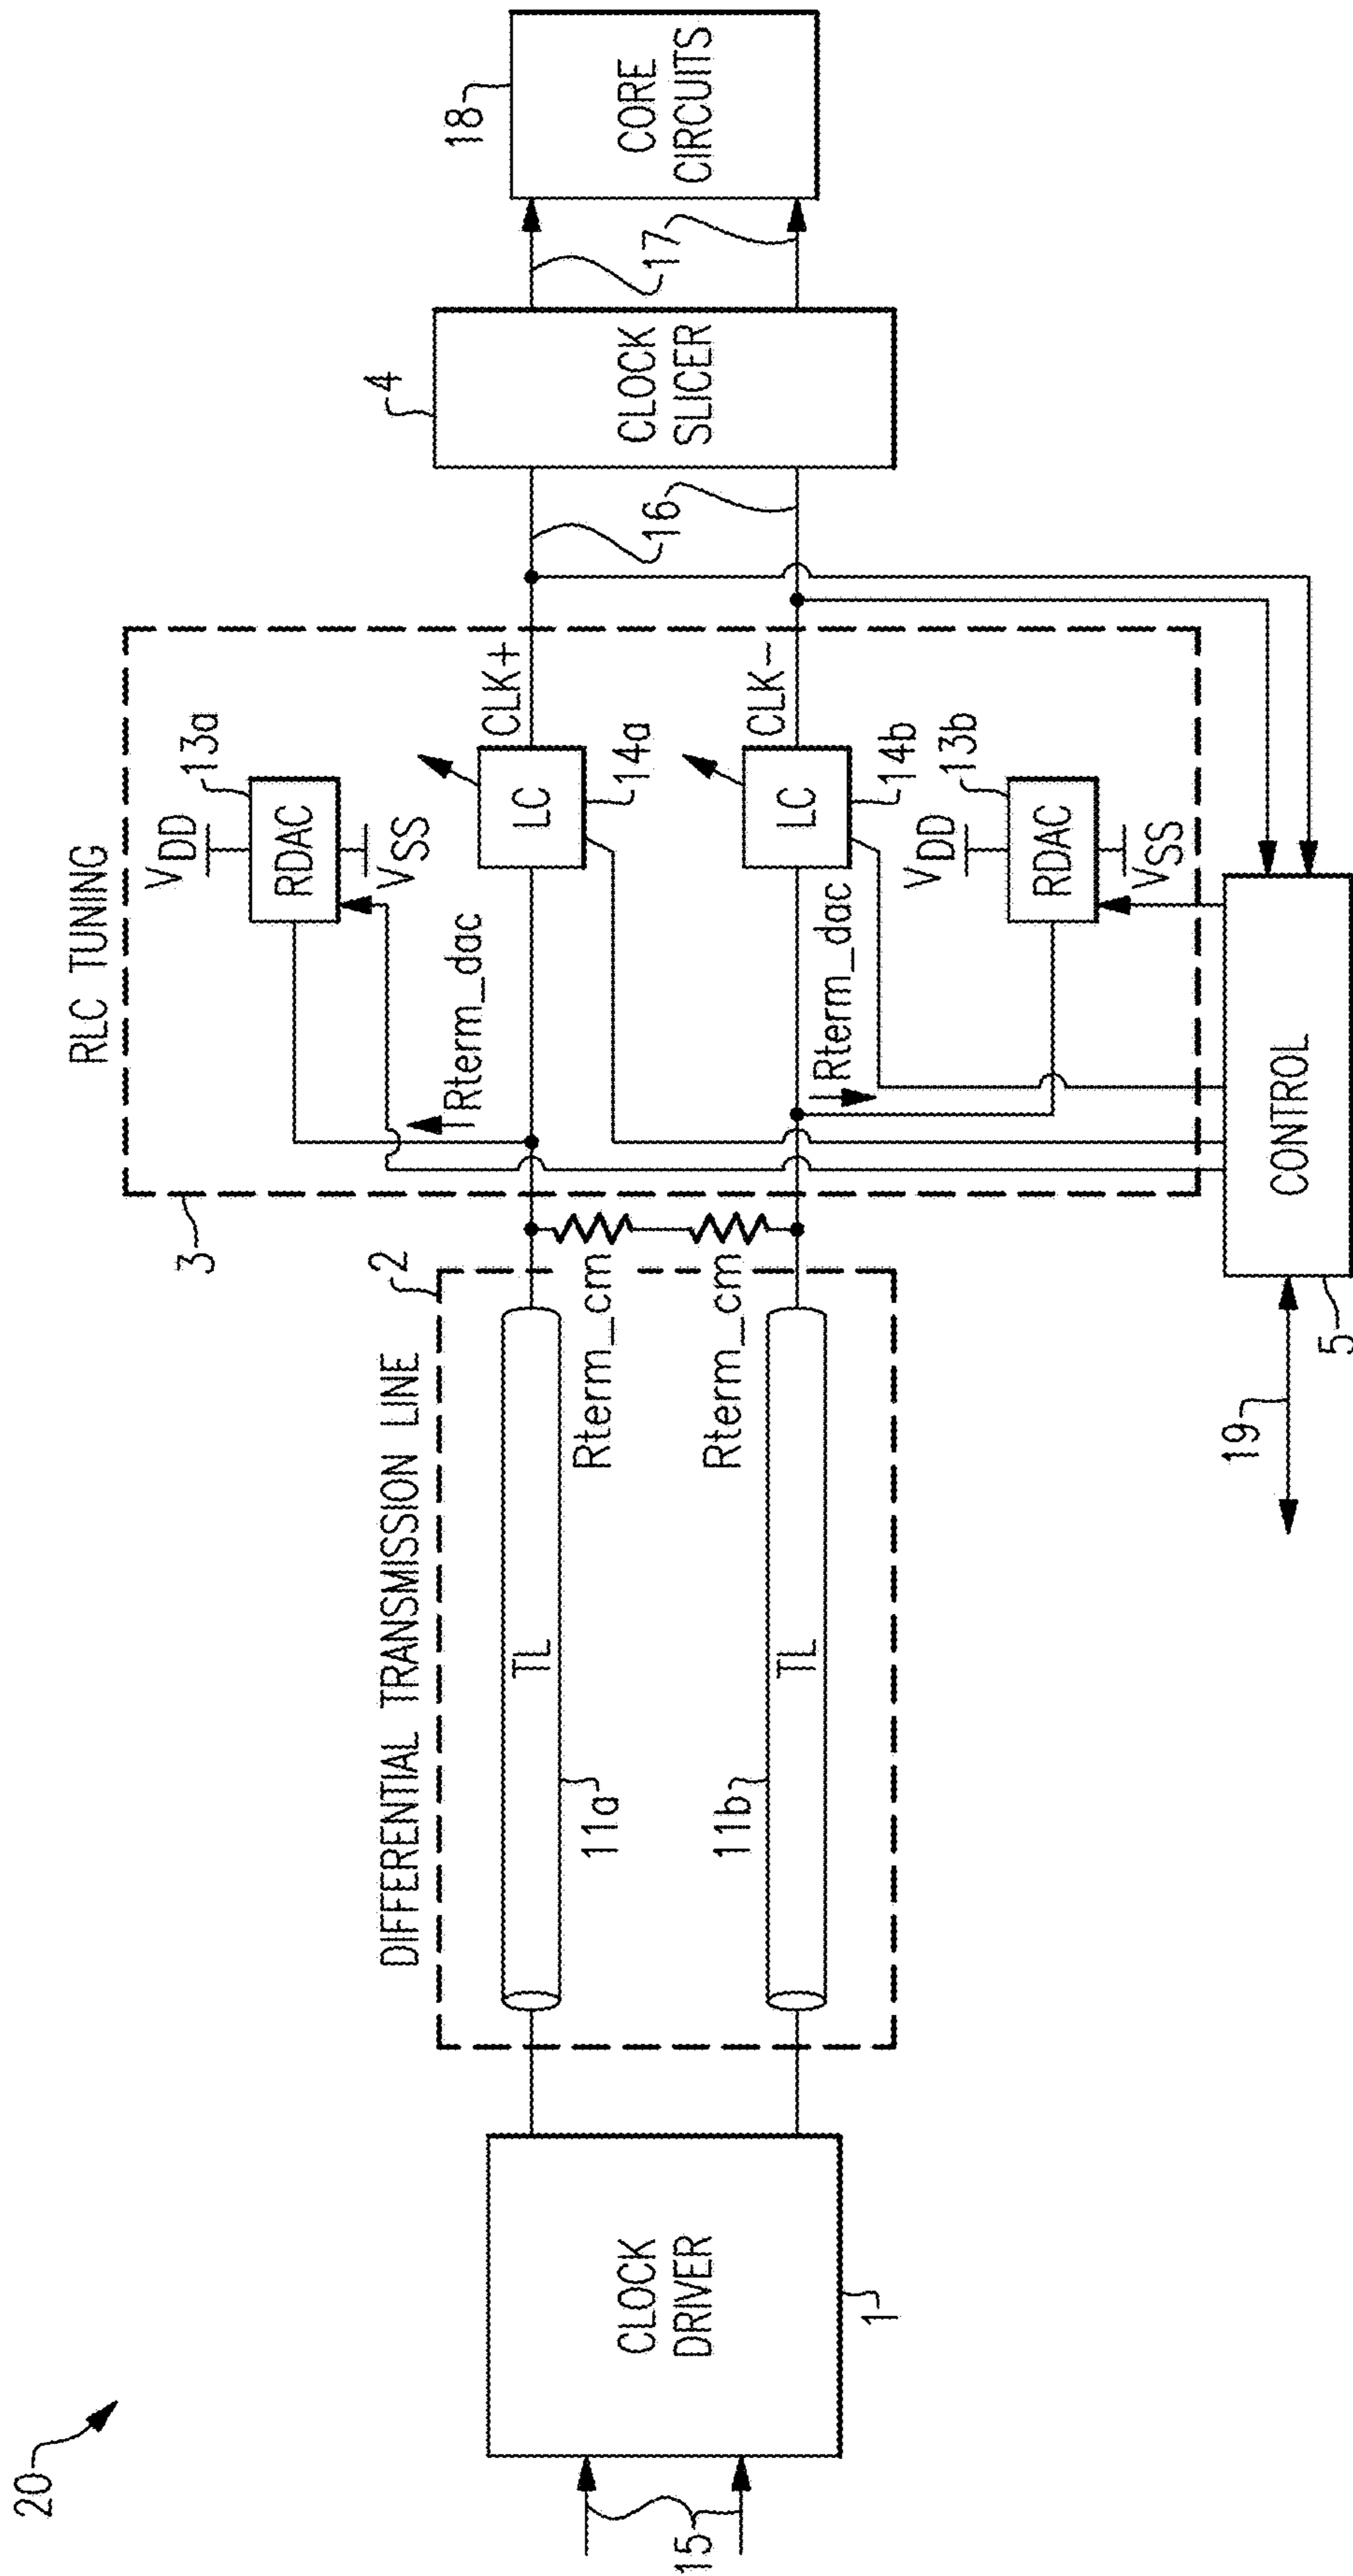 20
15
CLOCK
DRIVER
1
DIFFERENTIAL TRANSMISSION LINE
2
TL
11a
TL
11b
Rterm_cm
Rterm_cm
RLC TUNING
3
VDD
RDAC
13a
VSS
Rterm_dac
LC
14a
CLK+
Rterm_dac
LC
14b
CLK−
VDD
RDAC
13b
VSS
CONTROL
5
19
16
CLOCK
SLICER
4
17
CORE
CIRCUITS
18